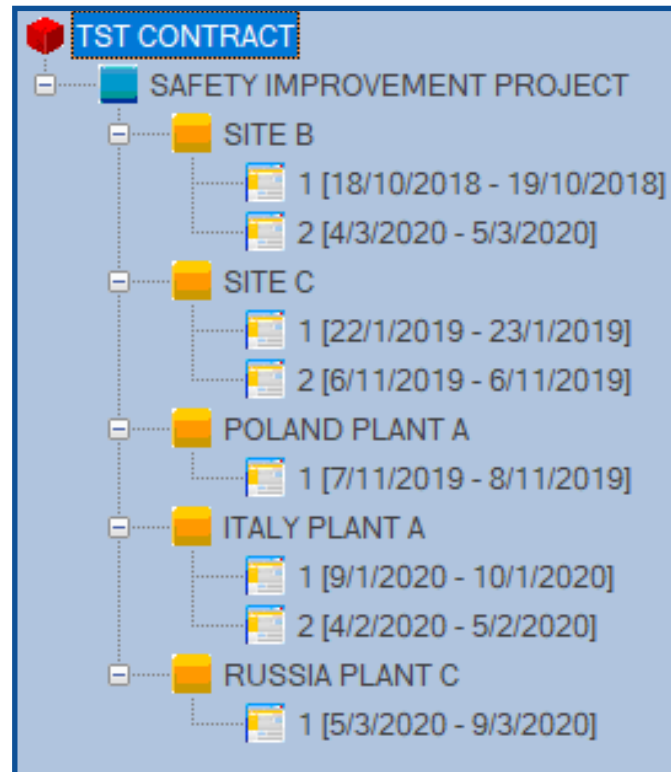 TST CONTRACT
SAFETY IMPROVEMENT PROJECT
SITE B
1 [18/10/2018 - 19/10/2018]
2 [4/3/2020 - 5/3/2020]
SITE C
1 [22/1/2019 - 23/1/2019]
2 [6/11/2019 - 6/11/2019]
POLAND PLANT A
1 [7/11/2019 - 8/11/2019]
ITALY PLANT A
1 [9/1/2020 - 10/1/2020]
2 [4/2/2020 - 5/2/2020]
RUSSIA PLANT C
1 [5/3/2020 - 9/3/2020]